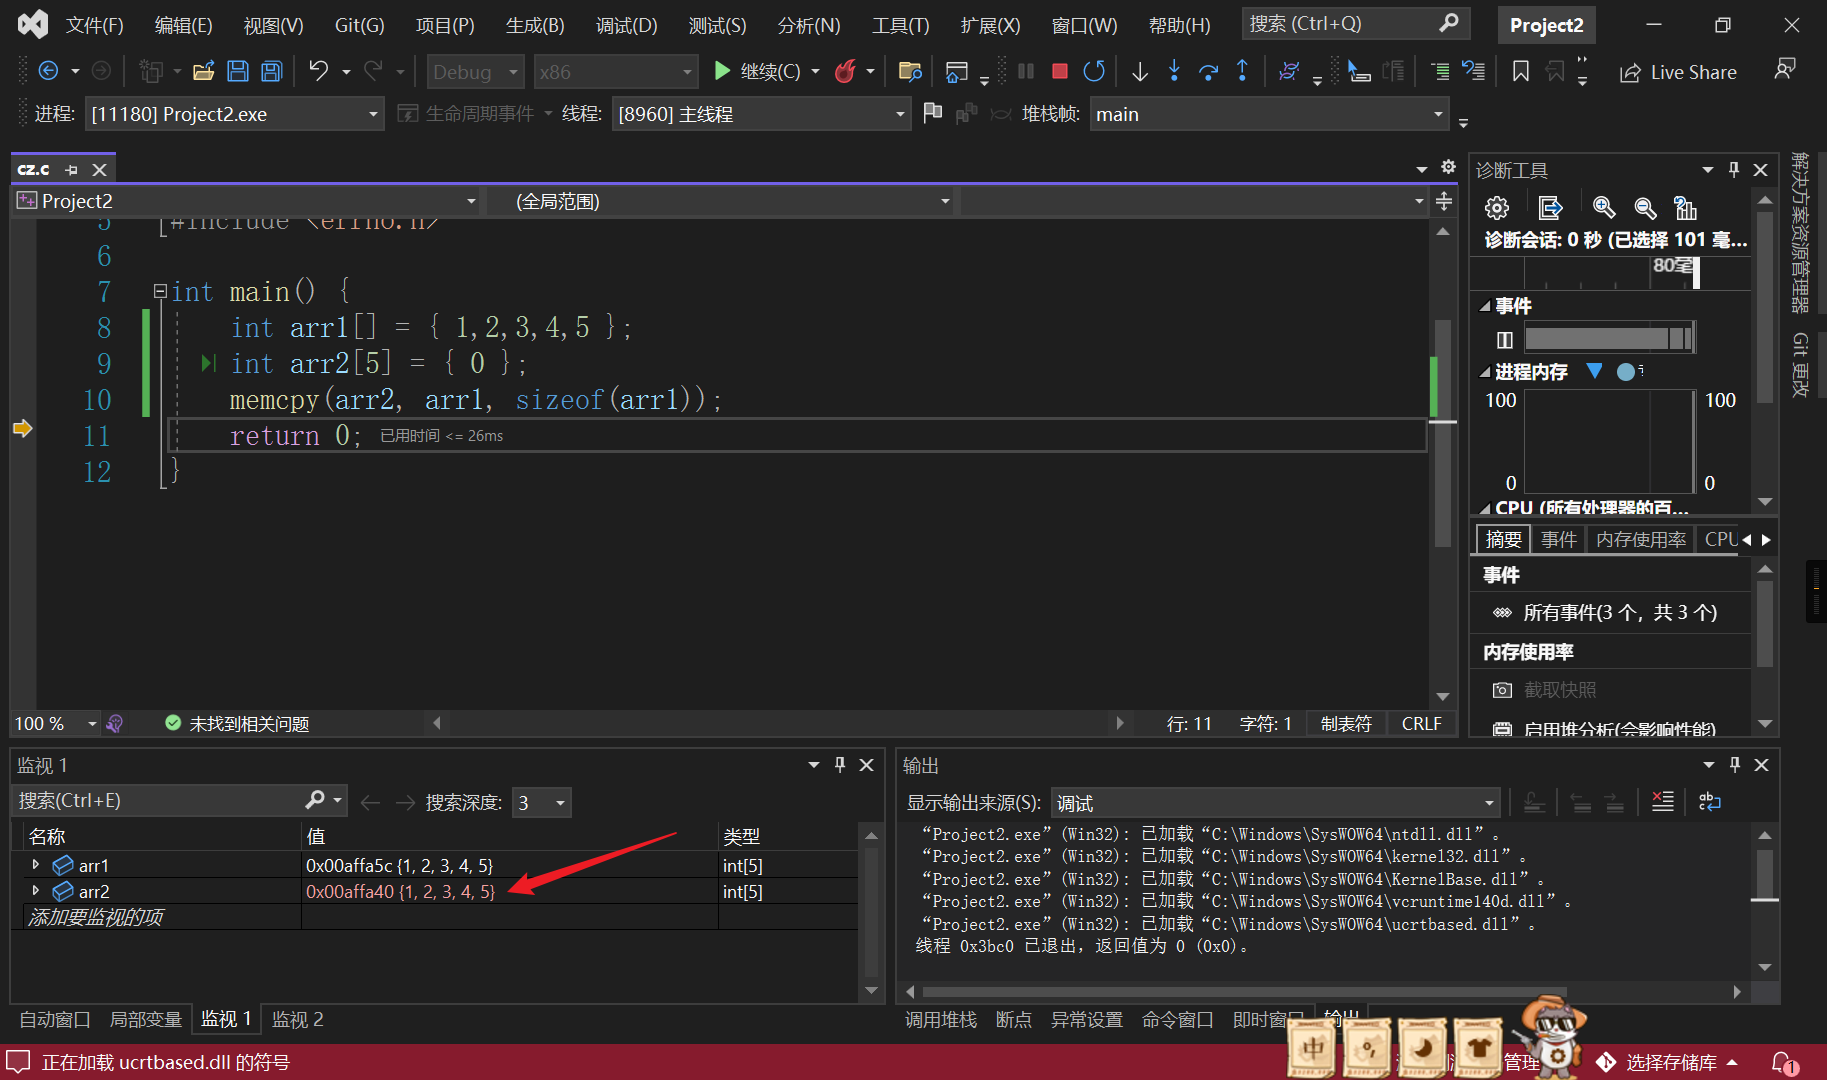 文件(F) 编辑(E) 视图(V) Git(G) 项目(P) 生成(B) 调试(D) 测试(S) 分析(N) 工具(T) 扩展(X) 窗口(W) 帮助(H) 搜索 (Ctrl+Q) Project2
Debug x86 继续(C) Live Share
进程: [11180] Project2.exe 生命周期事件 线程: [8960] 主线程 堆栈帧: main
cz.c
Project2 (全局范围)
5 #include <errno.h>
6
7 int main() {
8 int arr1[] = { 1,2,3,4,5 };
9 int arr2[5] = { 0 };
10 memcpy(arr2, arr1, sizeof(arr1));
11 return 0; 已用时间 <= 26ms
12 }
100 % 未找到相关问题 行: 11 字符: 1 制表符 CRLF
诊断工具
诊断会话: 0 秒 (已选择 101 毫...
80毫
事件
进程内存
100 100
0 0
CPU (所有处理器的百...
摘要 事件 内存使用率 CPU
事件
所有事件(3 个，共 3 个)
内存使用率
截取快照
启用堆分析(会影响性能)
解决方案资源管理器
Git 更改
监视 1
搜索(Ctrl+E) 搜索深度: 3
名称 值 类型
arr1 0x00affa5c {1, 2, 3, 4, 5} int[5]
arr2 0x00affa40 {1, 2, 3, 4, 5} int[5]
添加要监视的项
自动窗口 局部变量 监视 1 监视 2
输出
显示输出来源(S): 调试
“Project2.exe” (Win32): 已加载“C:\Windows\SysWOW64\ntdll.dll”。
“Project2.exe” (Win32): 已加载“C:\Windows\SysWOW64\kernel32.dll”。
“Project2.exe” (Win32): 已加载“C:\Windows\SysWOW64\KernelBase.dll”。
“Project2.exe” (Win32): 已加载“C:\Windows\SysWOW64\vcruntime140d.dll”。
“Project2.exe” (Win32): 已加载“C:\Windows\SysWOW64\ucrtbased.dll”。
线程 0x3bc0 已退出，返回值为 0 (0x0)。
调用堆栈 断点 异常设置 命令窗口 即时窗口 输出
中
正在加载 ucrtbased.dll 的符号 管理 选择存储库 1